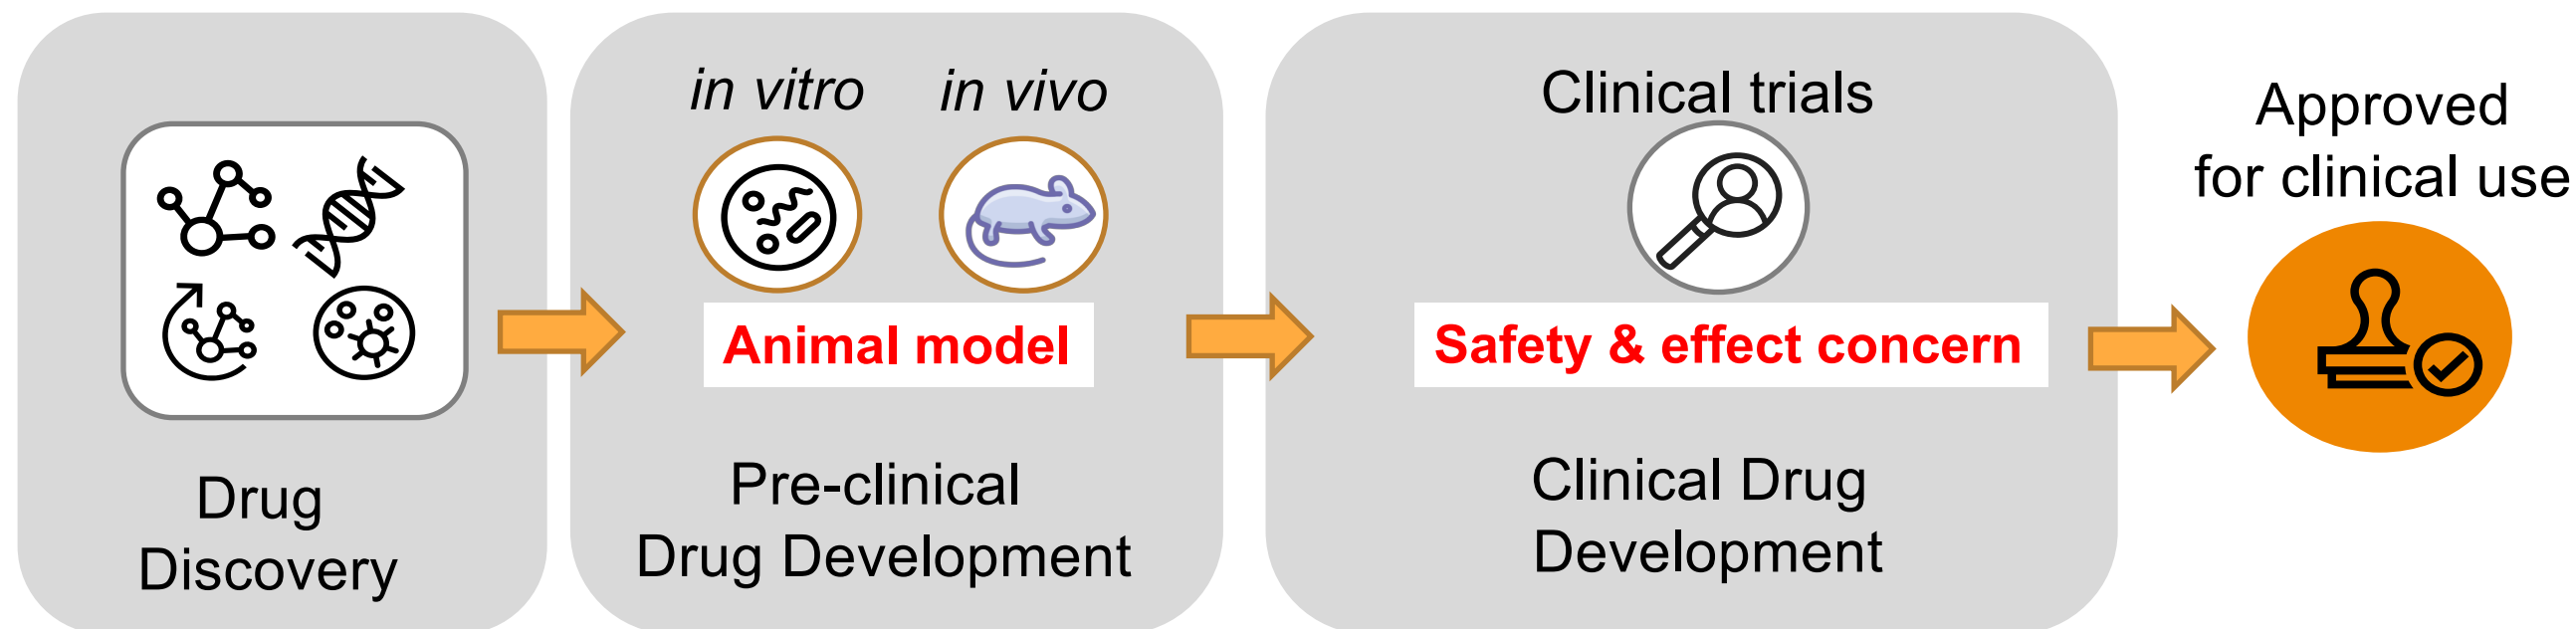 Drug
Discovery
in vitro
in vivo
Animal model
Pre-clinical
Drug Development
Clinical trials
Safety & effect concern
Clinical Drug
Development
Approved
for clinical use